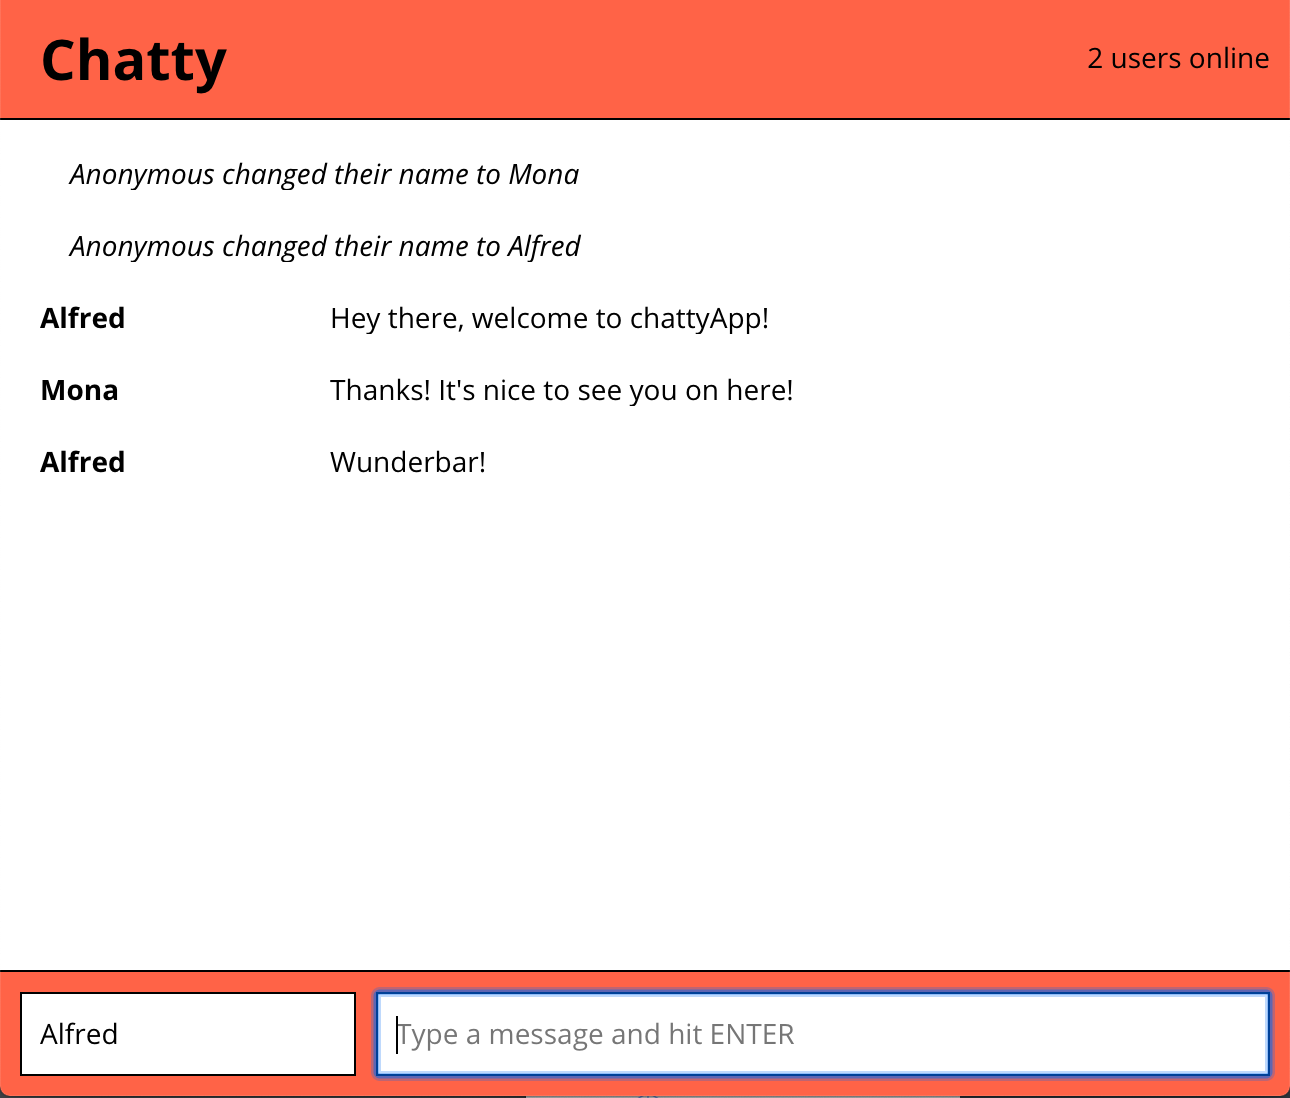 Chatty
2 users online
Anonymous changed their name to Mona
Anonymous changed their name to Alfred
Alfred Hey there, welcome to chattyApp!
Mona Thanks! It's nice to see you on here!
Alfred Wunderbar!
Alfred
Type a message and hit ENTER